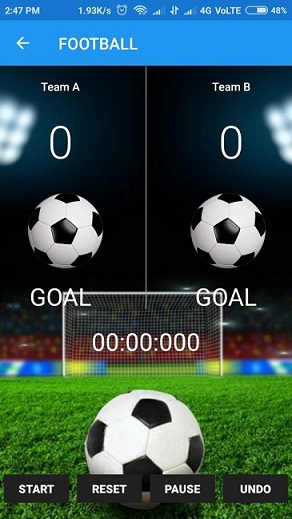 2:47 PM 1.93K/s 4G VoLTE 48%
FOOTBALL
Team A Team B
0 0
GOAL GOAL
00:00:000
START RESET PAUSE UNDO